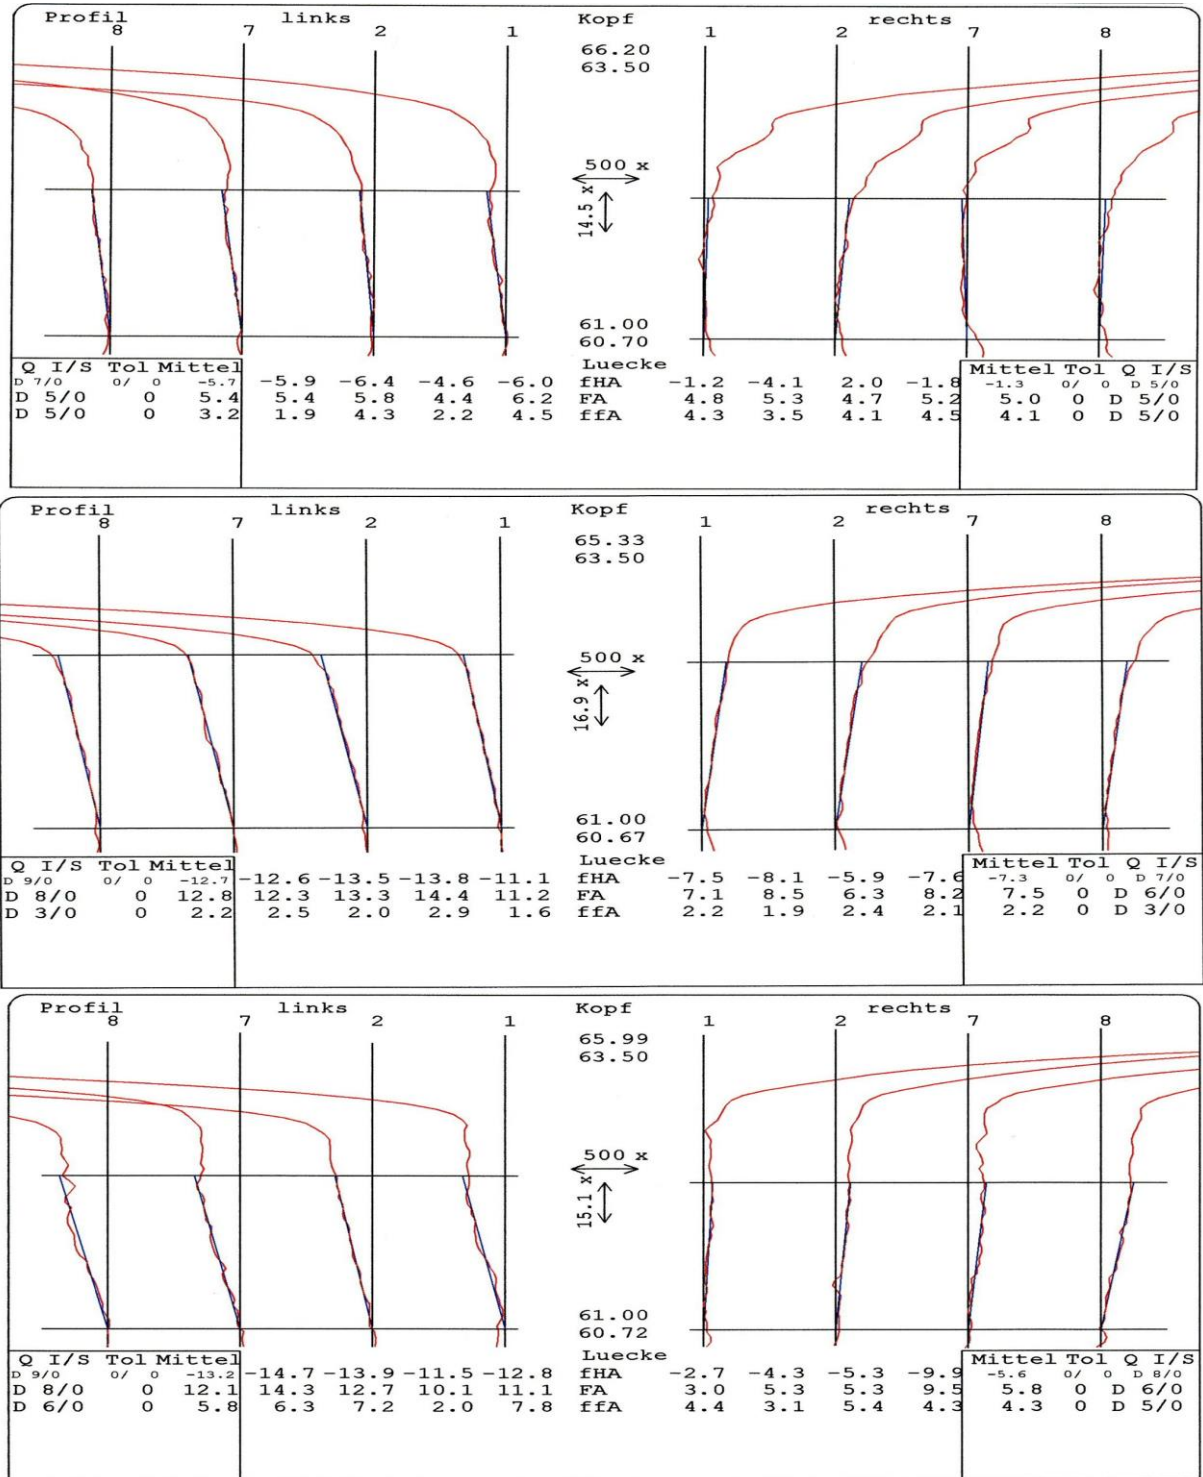 Profil links Kopf rechts
8 7 2 1 1 2 7 8
66.20
63.50
500 x
14.5 x
61.00
60.70
Luecke
Q I/S Tol Mittel Mittel Tol Q I/S
D 7/0 0/ 0 -5.7 -5.9 -6.4 -4.6 -6.0 fHA -1.2 -4.1 2.0 -1.8 -1.3 0/ 0 D 5/0
D 5/0 0 5.4 5.4 5.8 4.4 6.2 FA 4.8 5.3 4.7 5.2 5.0 0 D 5/0
D 5/0 0 3.2 1.9 4.3 2.2 4.5 ffA 4.3 3.5 4.1 4.5 4.1 0 D 5/0
Profil links Kopf rechts
8 7 2 1 1 2 7 8
65.33
63.50
500 x
16.9 x
61.00
60.67
Luecke
Q I/S Tol Mittel Mittel Tol Q I/S
D 9/0 0/ 0 -12.7 -12.6 -13.5 -13.8 -11.1 fHA -7.5 -8.1 -5.9 -7.6 -7.3 0/ 0 D 7/0
D 8/0 0 12.8 12.3 13.3 14.4 11.2 FA 7.1 8.5 6.3 8.2 7.5 0 D 6/0
D 3/0 0 2.2 2.5 2.0 2.9 1.6 ffA 2.2 1.9 2.4 2.1 2.2 0 D 3/0
Profil links Kopf rechts
8 7 2 1 1 2 7 8
65.99
63.50
500 x
15.1 x
61.00
60.72
Luecke
Q I/S Tol Mittel Mittel Tol Q I/S
D 9/0 0/ 0 -13.2 -14.7 -13.9 -11.5 -12.8 fHA -2.7 -4.3 -5.3 -9.9 -5.6 0/ 0 D 8/0
D 8/0 0 12.1 14.3 12.7 10.1 11.1 FA 3.0 5.3 5.3 9.5 5.8 0 D 6/0
D 6/0 0 5.8 6.3 7.2 2.0 7.8 ffA 4.4 3.1 5.4 4.3 4.3 0 D 5/0